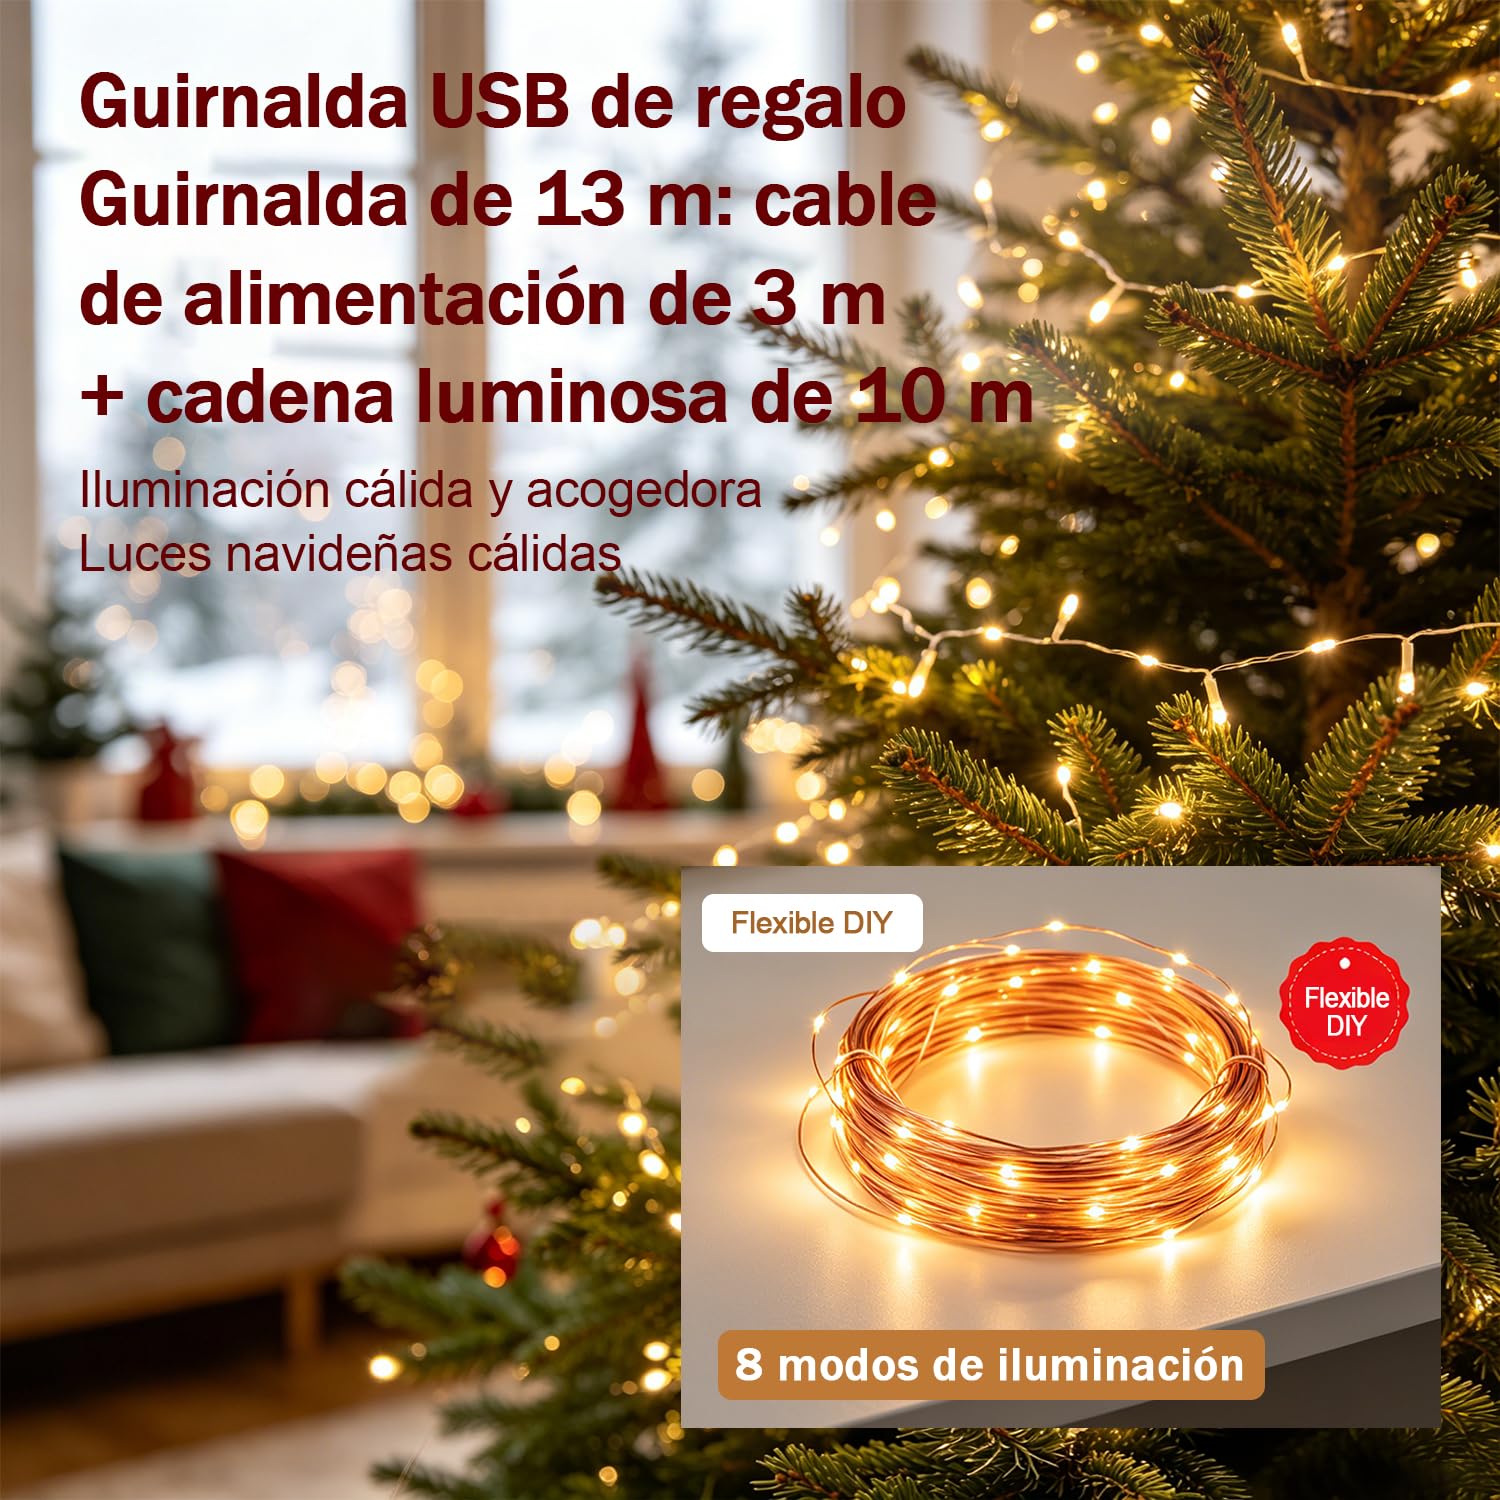 Guirnalda USB de regalo
Guirnalda de 13 m: cable
de alimentación de 3 m
+ cadena luminosa de 10 m
Iluminación cálida y acogedora
Luces navideñas cálidas
Flexible DIY
Flexible
DIY
8 modos de iluminación